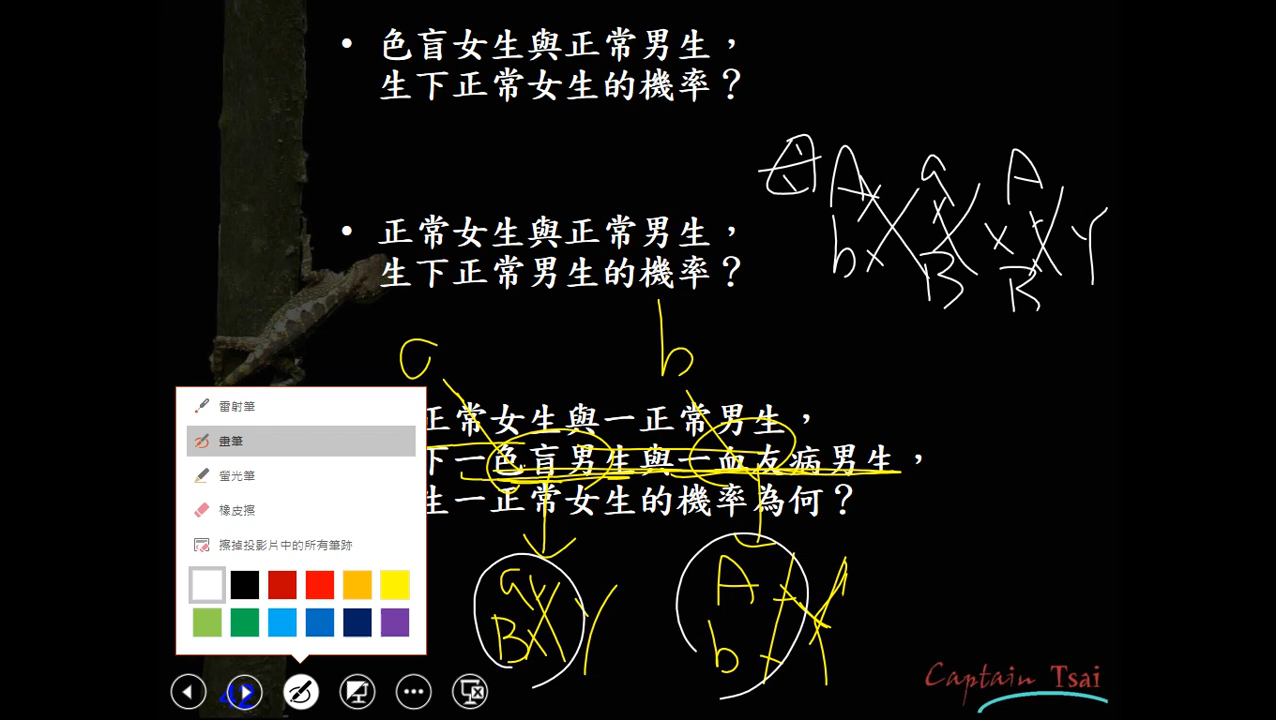 • 色盲女生與正常男生，
生下正常女生的機率？
母 A a A
X X X Y
b B B
• 正常女生與正常男生，
生下正常男生的機率？
a b
正常女生與一正常男生，
下一色盲男生與一血友病男生，
生一正常女生的機率為何？
雷射筆
畫筆
螢光筆
橡皮擦
擦掉投影片中的所有筆跡
a A
X Y X Y
B b
42
Captain Tsai